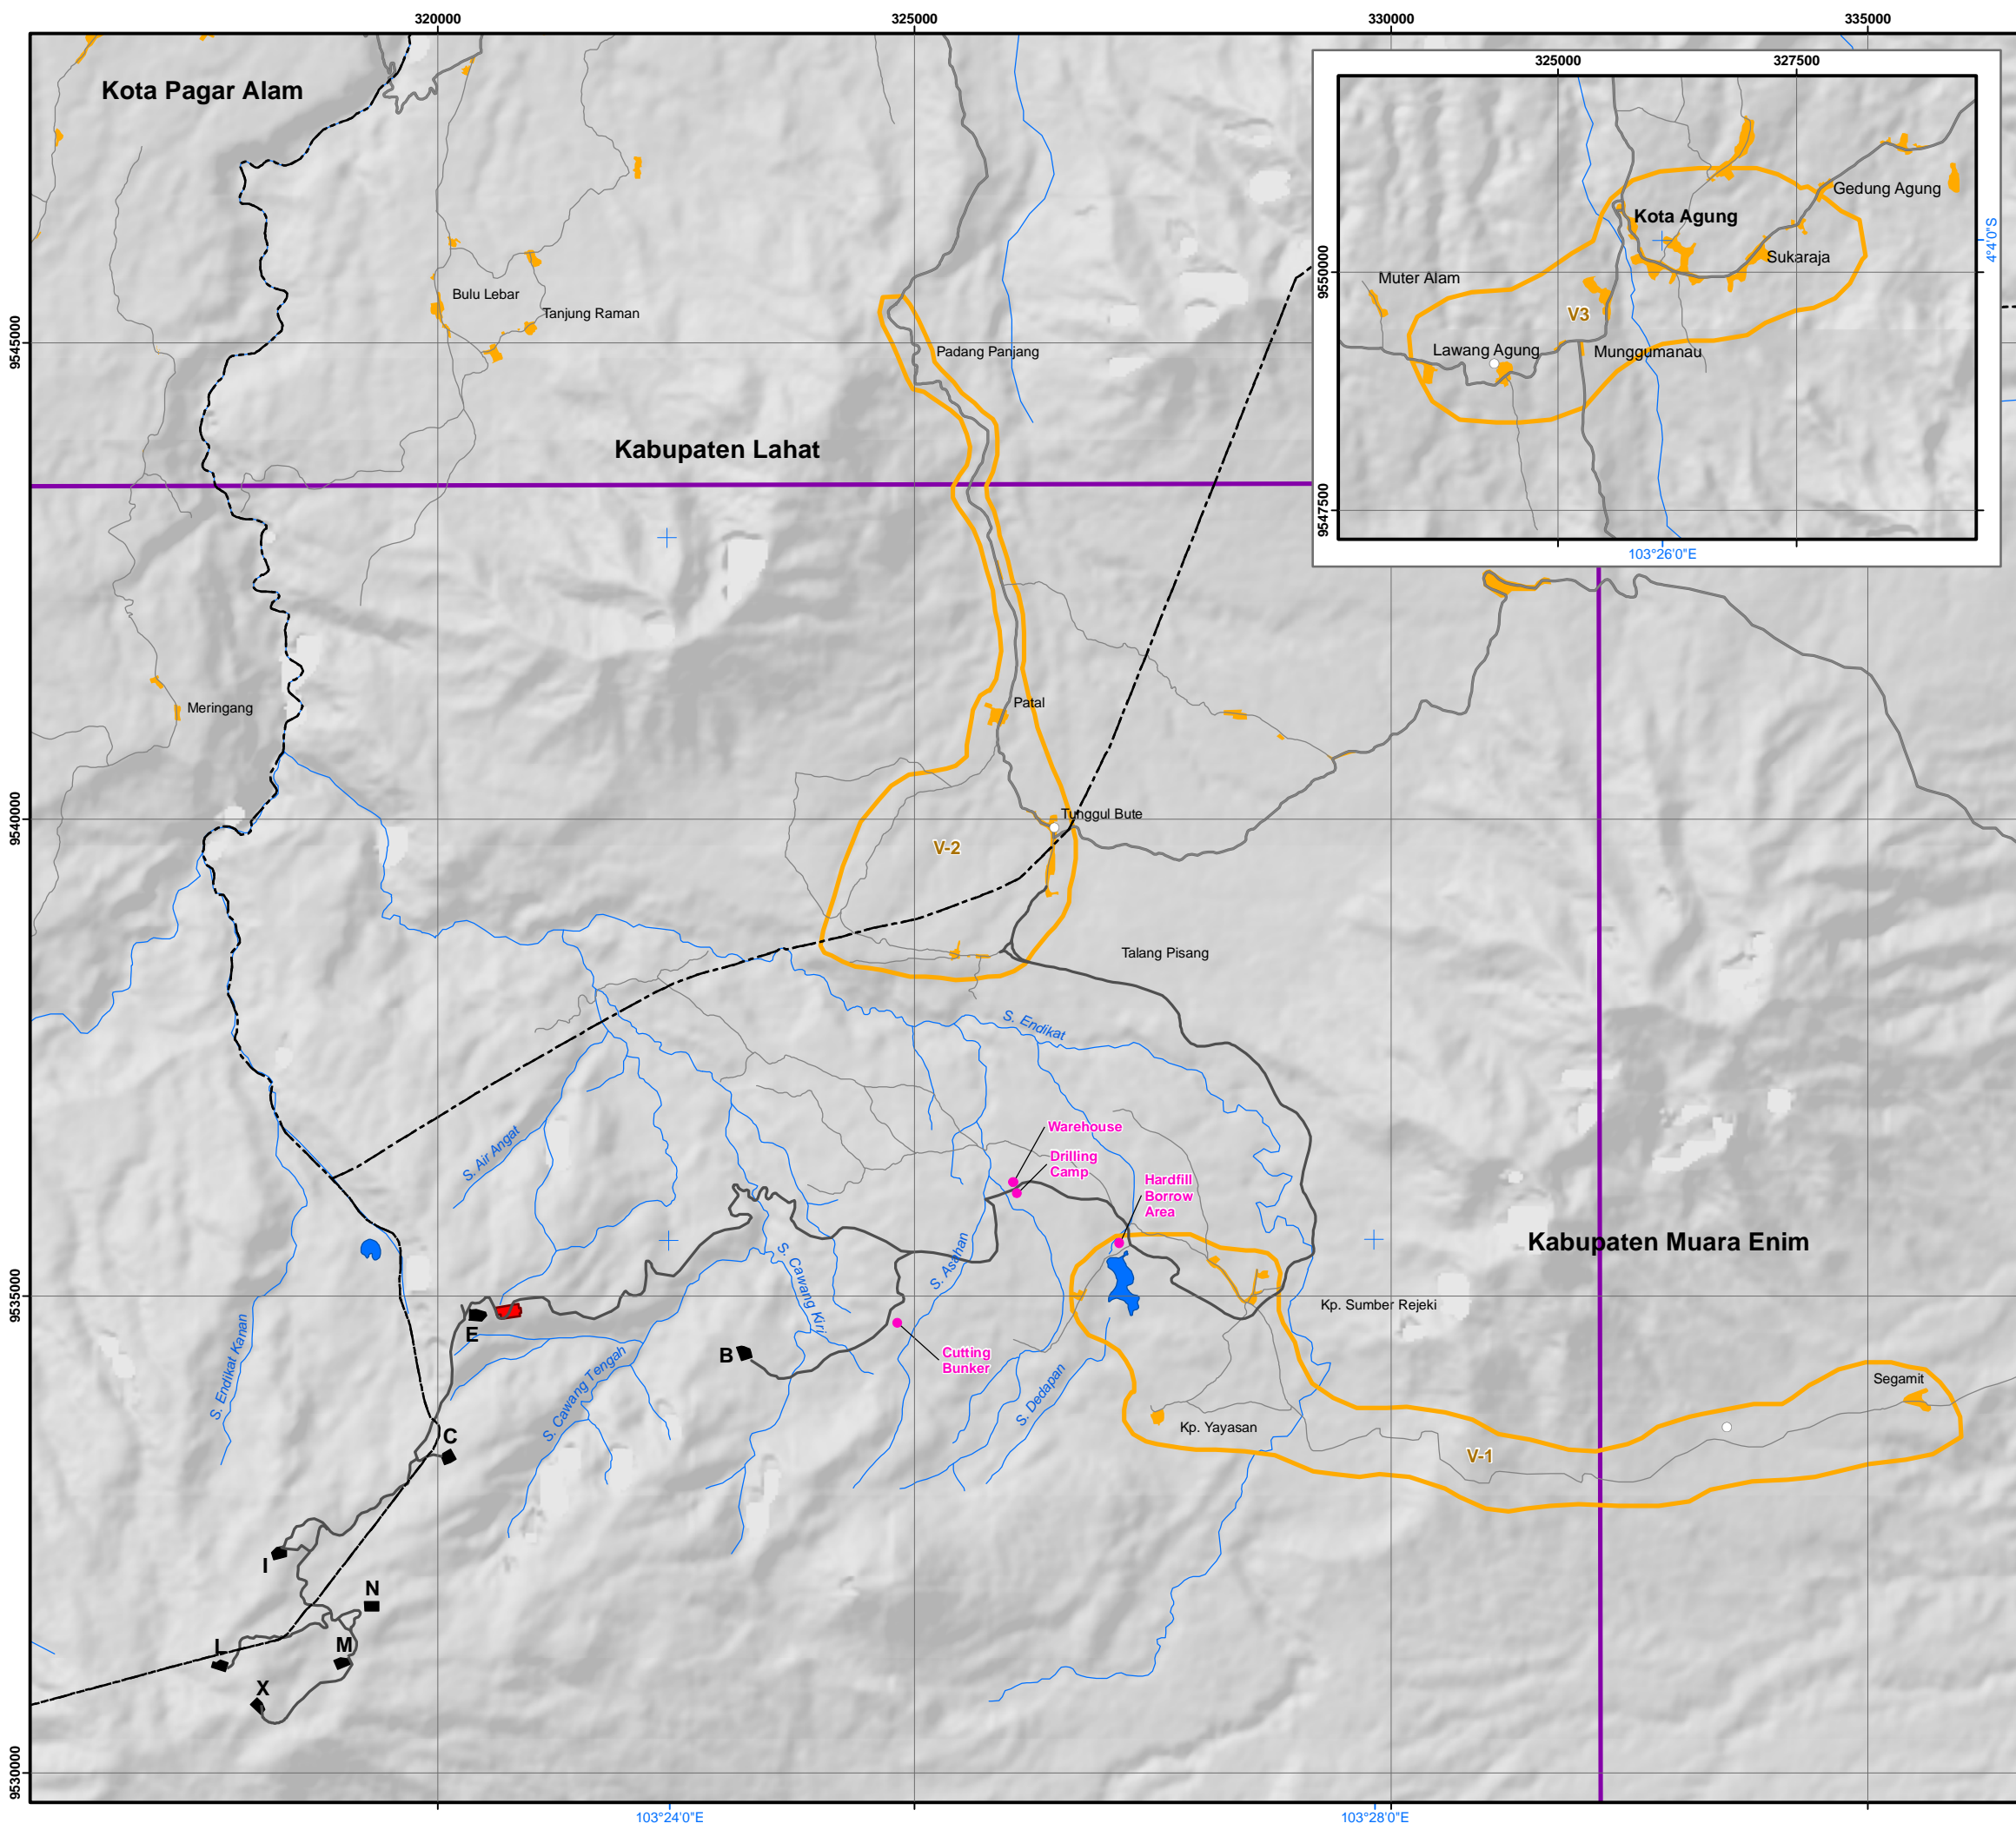 320000
325000
330000
335000
Kota Pagar Alam
325000
327500
Gedung Agung
Kota Agung
4°4'0"S
Sukaraja
9550000
Muter Alam
Bulu Lebar
Tanjung Raman
V3
9545000
Padang Panjang
Lawang Agung
Munggumanau
Kabupaten Lahat
9547500
103°26'0"E
Meringang
Patal
9540000
Tunggul Bute
V-2
Talang Pisang
S. Endikat
Warehouse
S. Air Angat
Drilling
Camp
Hardfill
Borrow
Area
Kabupaten Muara Enim
S. Asahan
S. Cawang Kiri
9535000
Kp. Sumber Rejeki
E
B
Cutting
Bunker
S. Endikat Kanan
S. Cawang Tengah
S. Dedapan
Segamit
Kp. Yayasan
C
V-1
I
N
L
M
X
9530000
103°24'0"E
103°28'0"E